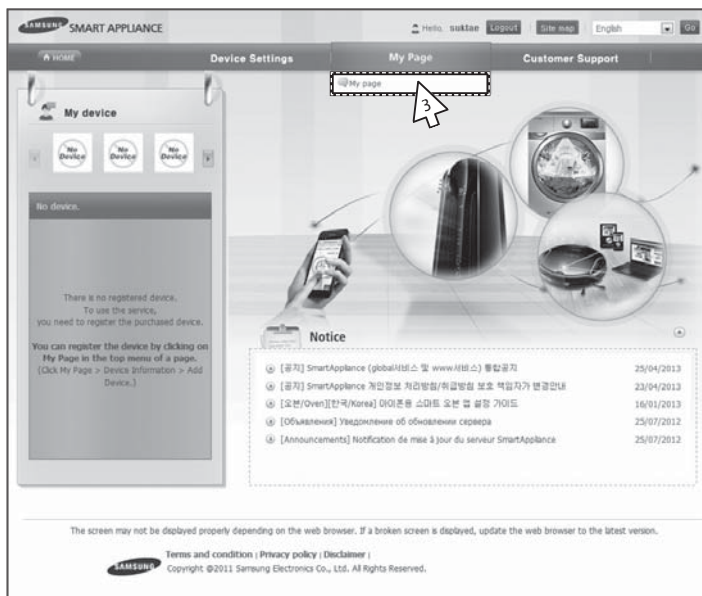 SAMSUNG SMART APPLIANCE
Hello, suktae Logout Site map English Go
HOME Device Settings My Page Customer Support
My page
3
My device
No Device No Device No Device
No device.
There is no registered device.
To use the service,
you need to register the purchased device.
You can register the device by clicking on
My Page in the top menu of a page.
(Click My Page > Device Information > Add
Device.)
Notice
[공지] SmartAppliance (global서비스 및 www서비스) 통합공지 25/04/2013
[공지] SmartAppliance 개인정보 처리방침/취급방침 보호 책임자가 변경안내 23/04/2013
[오븐/Oven][한국/Korea] 아이폰용 스마트 오븐 앱 설정 가이드 16/01/2013
[Объявления] Уведомление об обновлении сервера 25/07/2012
[Announcements] Notification de mise à jour du serveur SmartAppliance 25/07/2012
The screen may not be displayed properly depending on the web browser. If a broken screen is displayed, update the web browser to the latest version.
Terms and condition | Privacy policy | Disclaimer |
SAMSUNG Copyright @2011 Samsung Electronics Co., Ltd. All Rights Reserved.